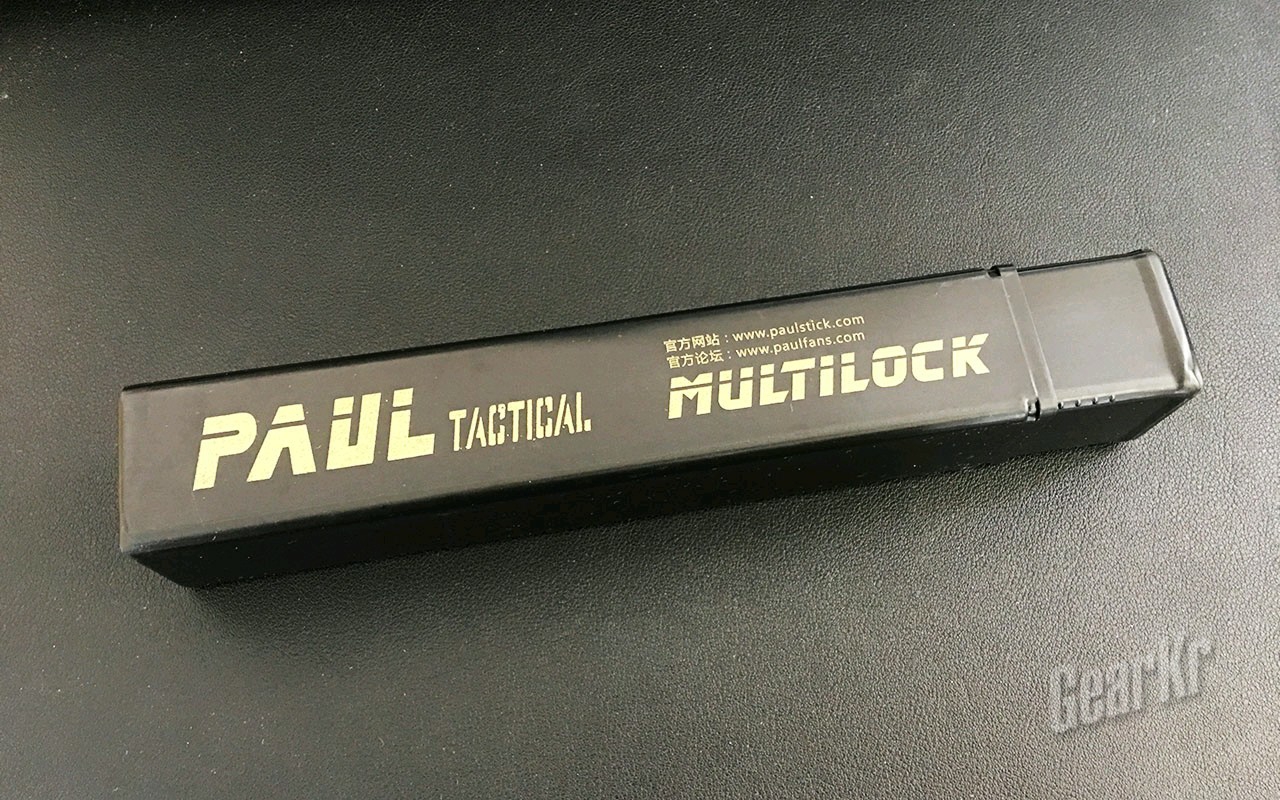 PAUL TACTICAL
官方网站：www.paulstick.com
官方论坛：www.paulfans.com
MULTILOCK
GearKr